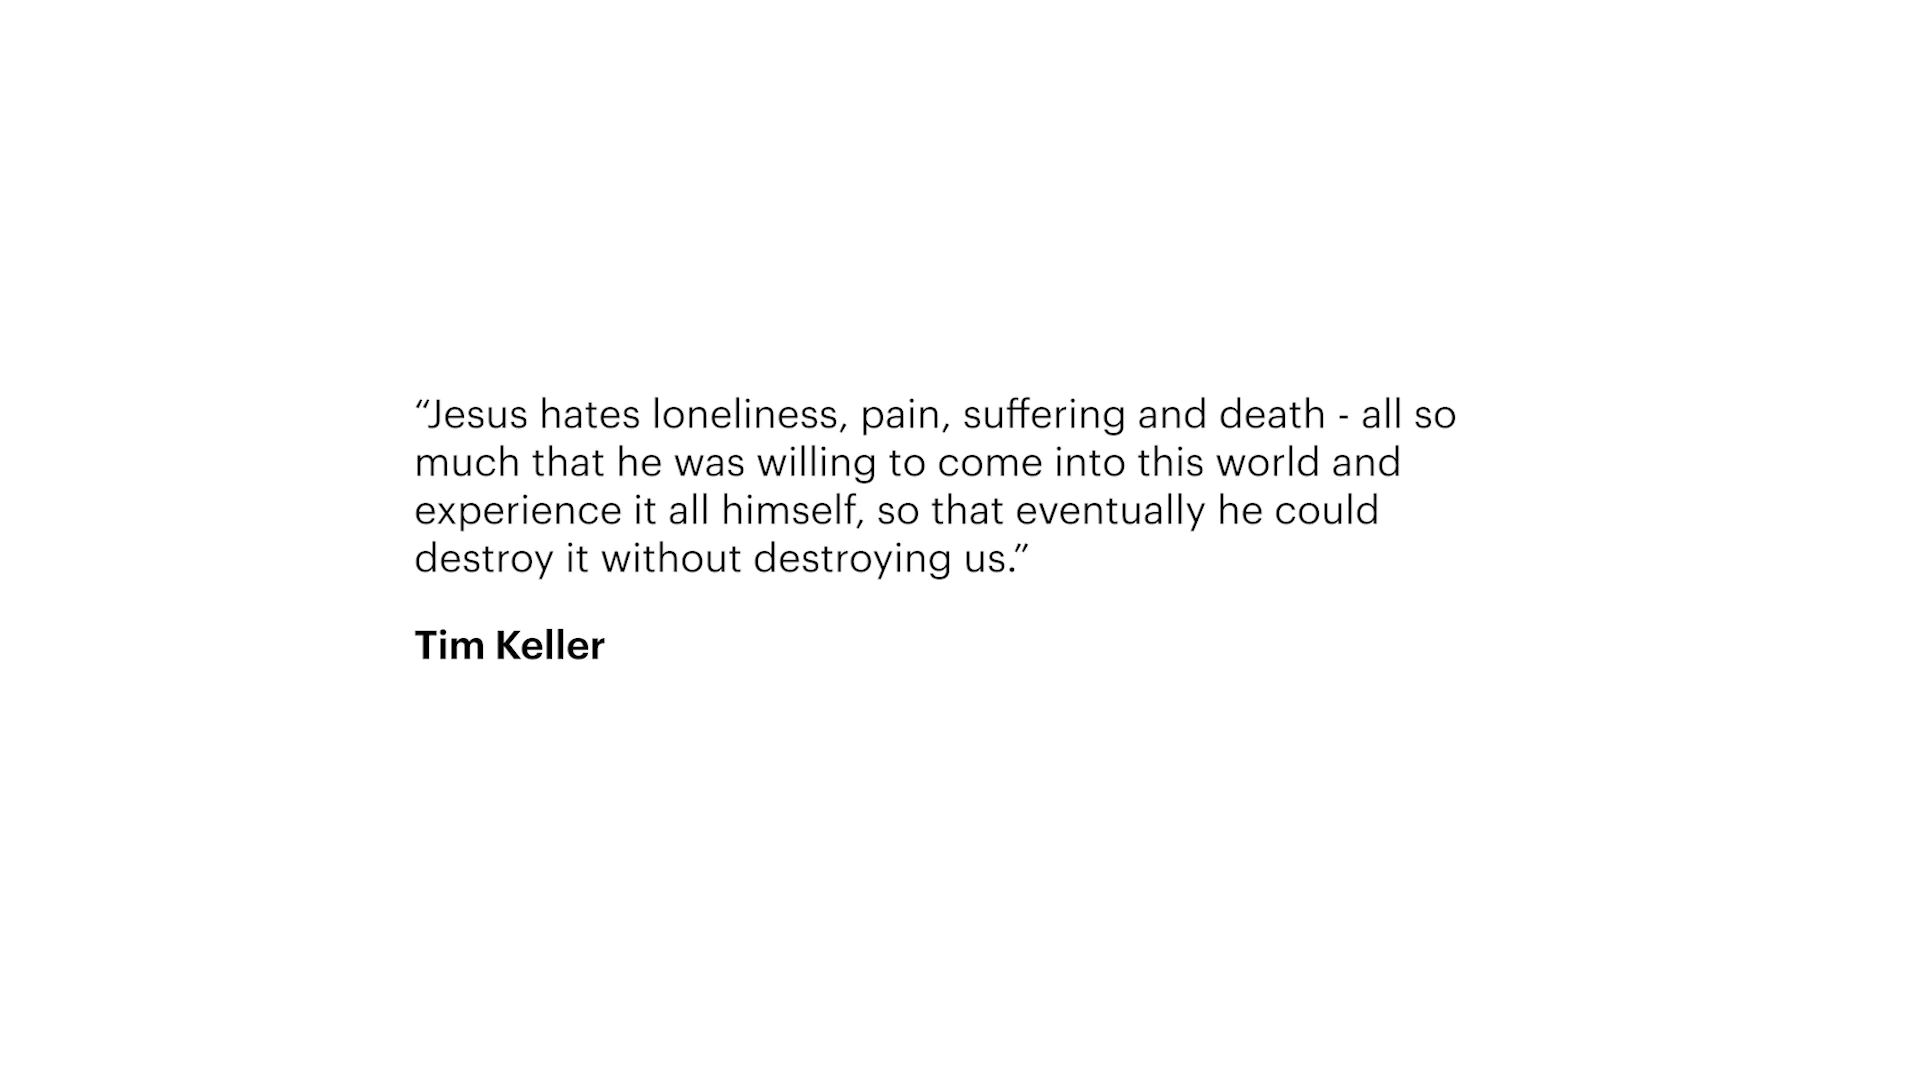 “Jesus hates loneliness, pain, suffering and death - all so
much that he was willing to come into this world and
experience it all himself, so that eventually he could
destroy it without destroying us.”
Tim Keller